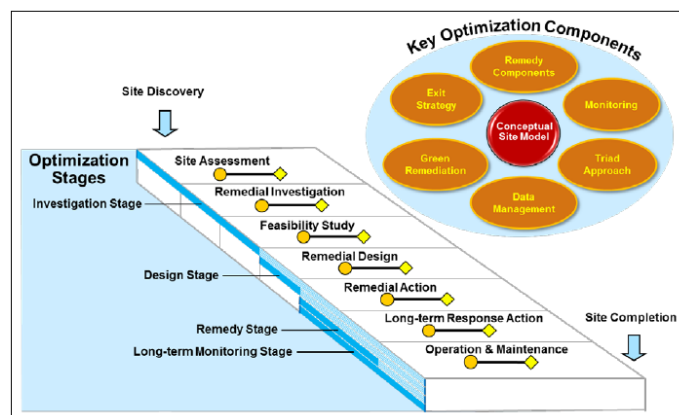 Key Optimization Components
Remedy
Components
Exit
Strategy
Monitoring
Conceptual
Site Model
Green
Remediation
Triad
Approach
Data
Management
Site Discovery
Optimization
Stages
Site Assessment
Remedial Investigation
Investigation Stage
Feasibility Study
Remedial Design
Design Stage
Remedial Action
Long-term Response Action
Site Completion
Remedy Stage
Long-term Monitoring Stage
Operation & Maintenance